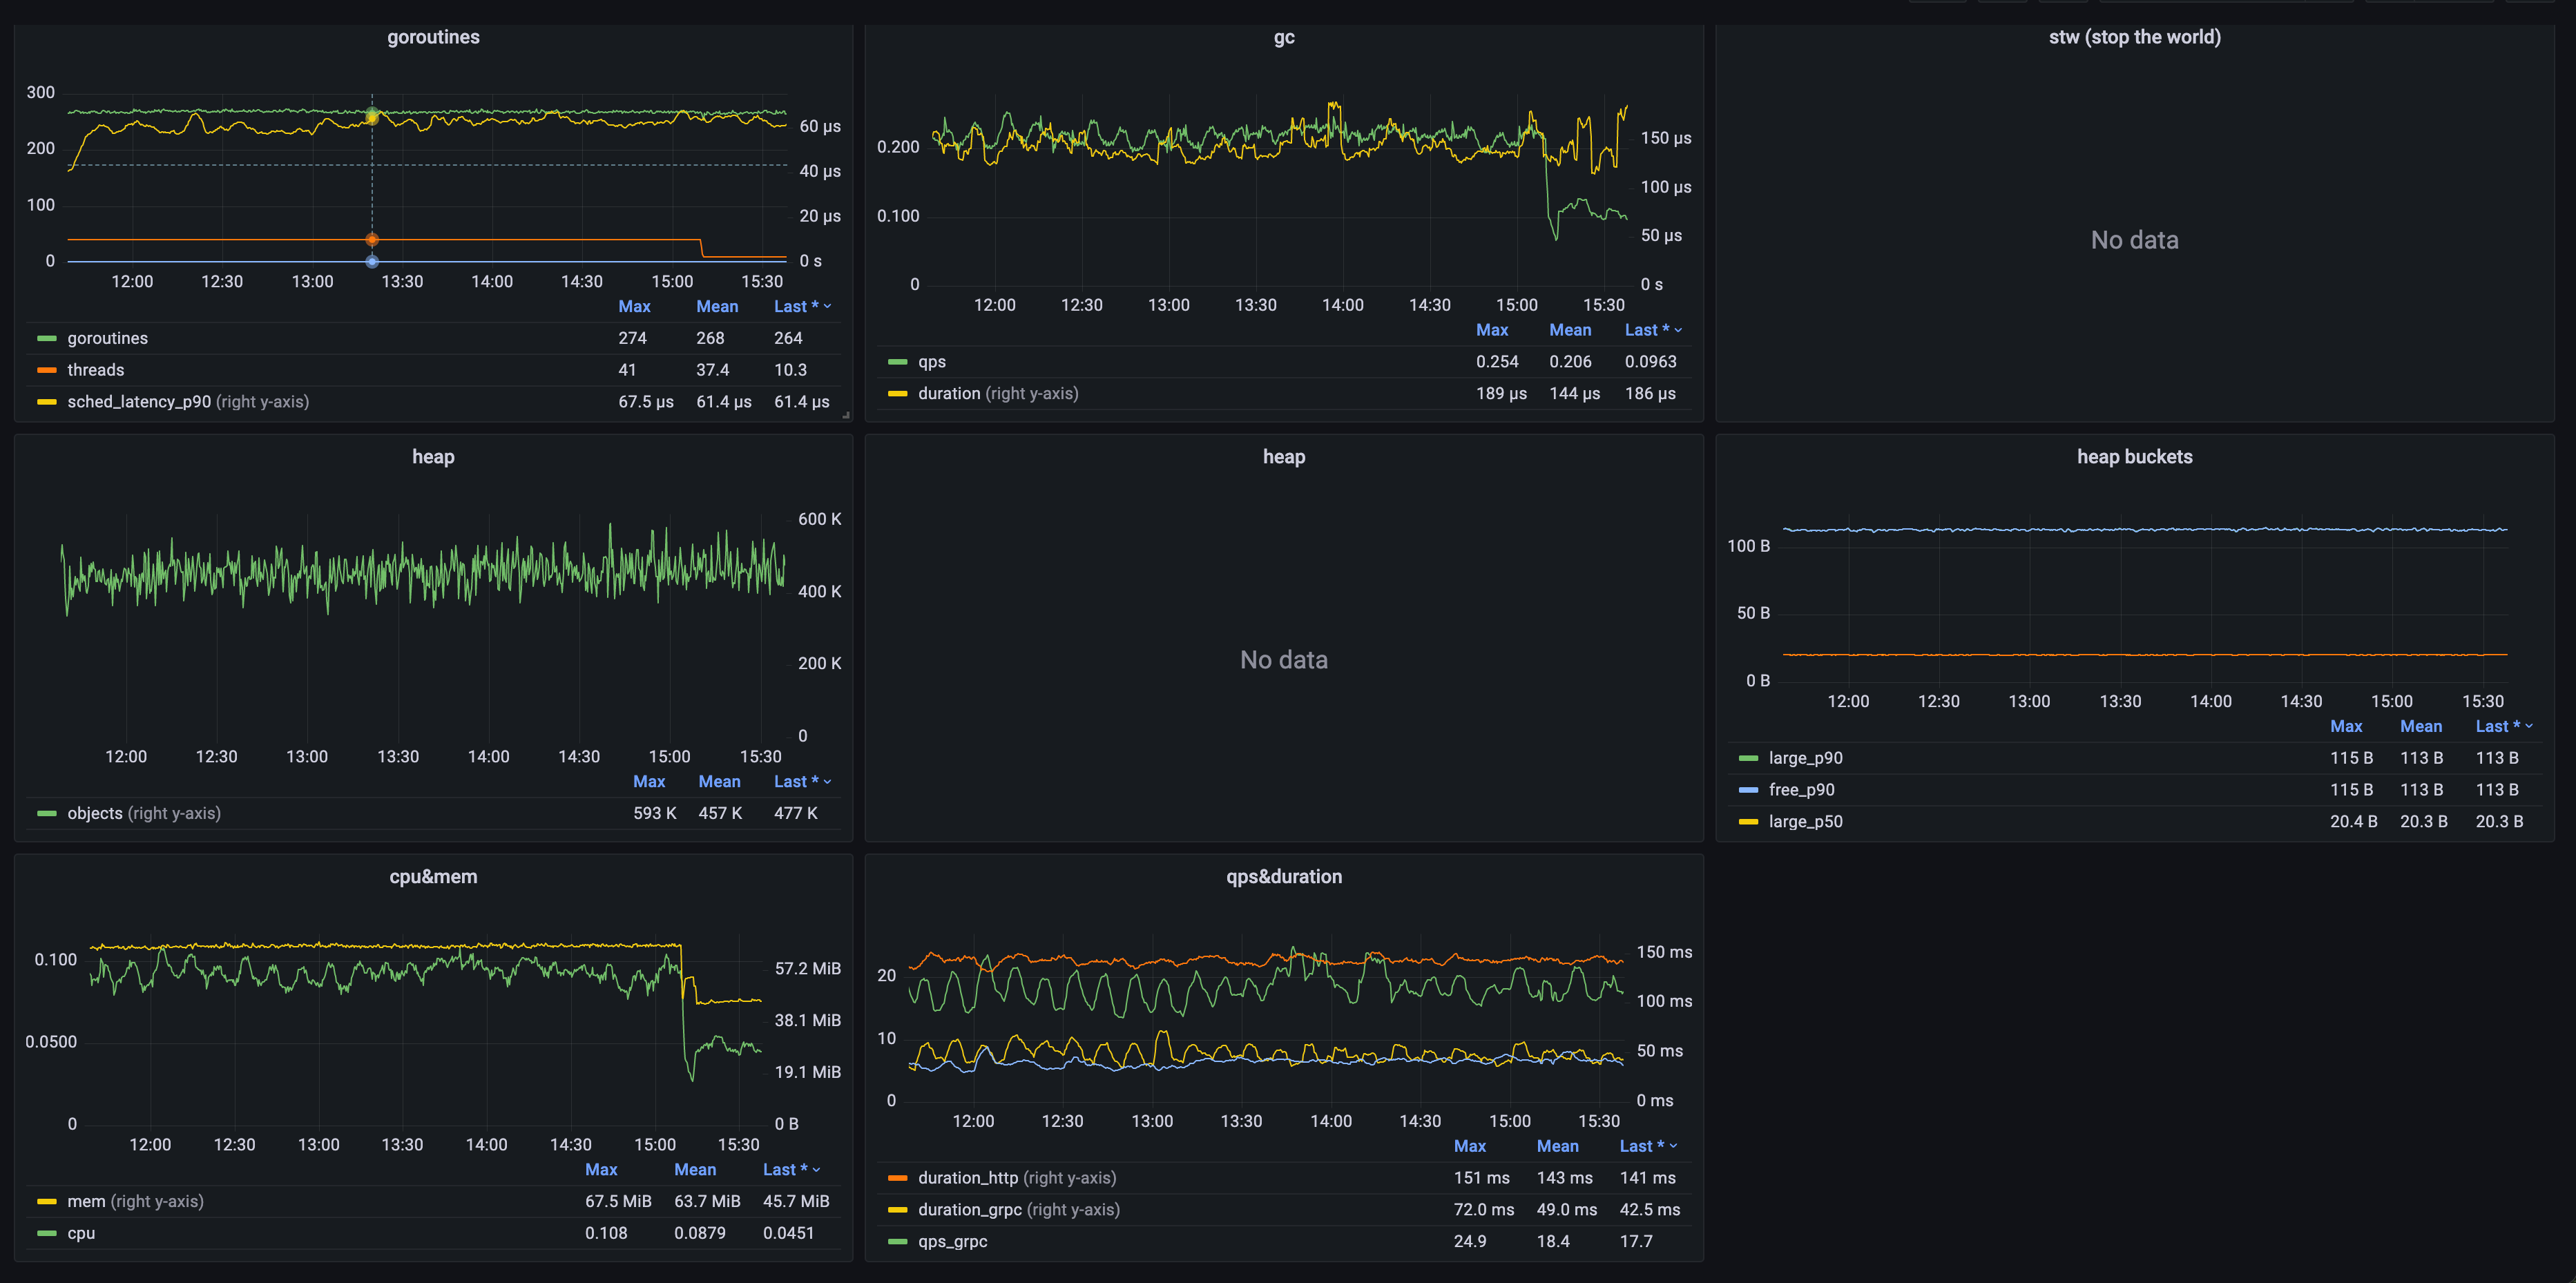 goroutines
300
200
100
0
60 µs
40 µs
20 µs
0 s
12:00 12:30 13:00 13:30 14:00 14:30 15:00 15:30
Max Mean Last *
goroutines 274 268 264
threads 41 37.4 10.3
sched_latency_p90 (right y-axis) 67.5 µs 61.4 µs 61.4 µs
gc
0.200
0.100
0
150 µs
100 µs
50 µs
0 s
12:00 12:30 13:00 13:30 14:00 14:30 15:00 15:30
Max Mean Last *
qps 0.254 0.206 0.0963
duration (right y-axis) 189 µs 144 µs 186 µs
stw (stop the world)
No data
heap
600 K
400 K
200 K
0
12:00 12:30 13:00 13:30 14:00 14:30 15:00 15:30
Max Mean Last *
objects (right y-axis) 593 K 457 K 477 K
heap
No data
heap buckets
100 B
50 B
0 B
12:00 12:30 13:00 13:30 14:00 14:30 15:00 15:30
Max Mean Last *
large_p90 115 B 113 B 113 B
free_p90 115 B 113 B 113 B
large_p50 20.4 B 20.3 B 20.3 B
cpu&mem
0.100
0.0500
0
57.2 MiB
38.1 MiB
19.1 MiB
0 B
12:00 12:30 13:00 13:30 14:00 14:30 15:00 15:30
Max Mean Last *
mem (right y-axis) 67.5 MiB 63.7 MiB 45.7 MiB
cpu 0.108 0.0879 0.0451
qps&duration
20
10
0
150 ms
100 ms
50 ms
0 ms
12:00 12:30 13:00 13:30 14:00 14:30 15:00 15:30
Max Mean Last *
duration_http (right y-axis) 151 ms 143 ms 141 ms
duration_grpc (right y-axis) 72.0 ms 49.0 ms 42.5 ms
qps_grpc 24.9 18.4 17.7